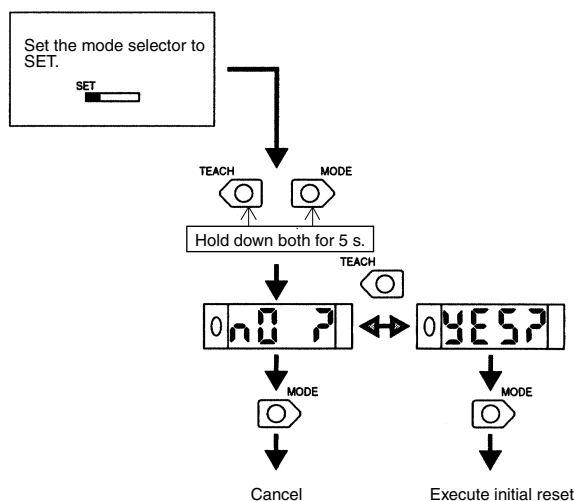 Set the mode selector to
SET.
SET
TEACH
MODE
Hold down both for 5 s.
TEACH
nO ?
YES?
MODE
MODE
Cancel
Execute initial reset